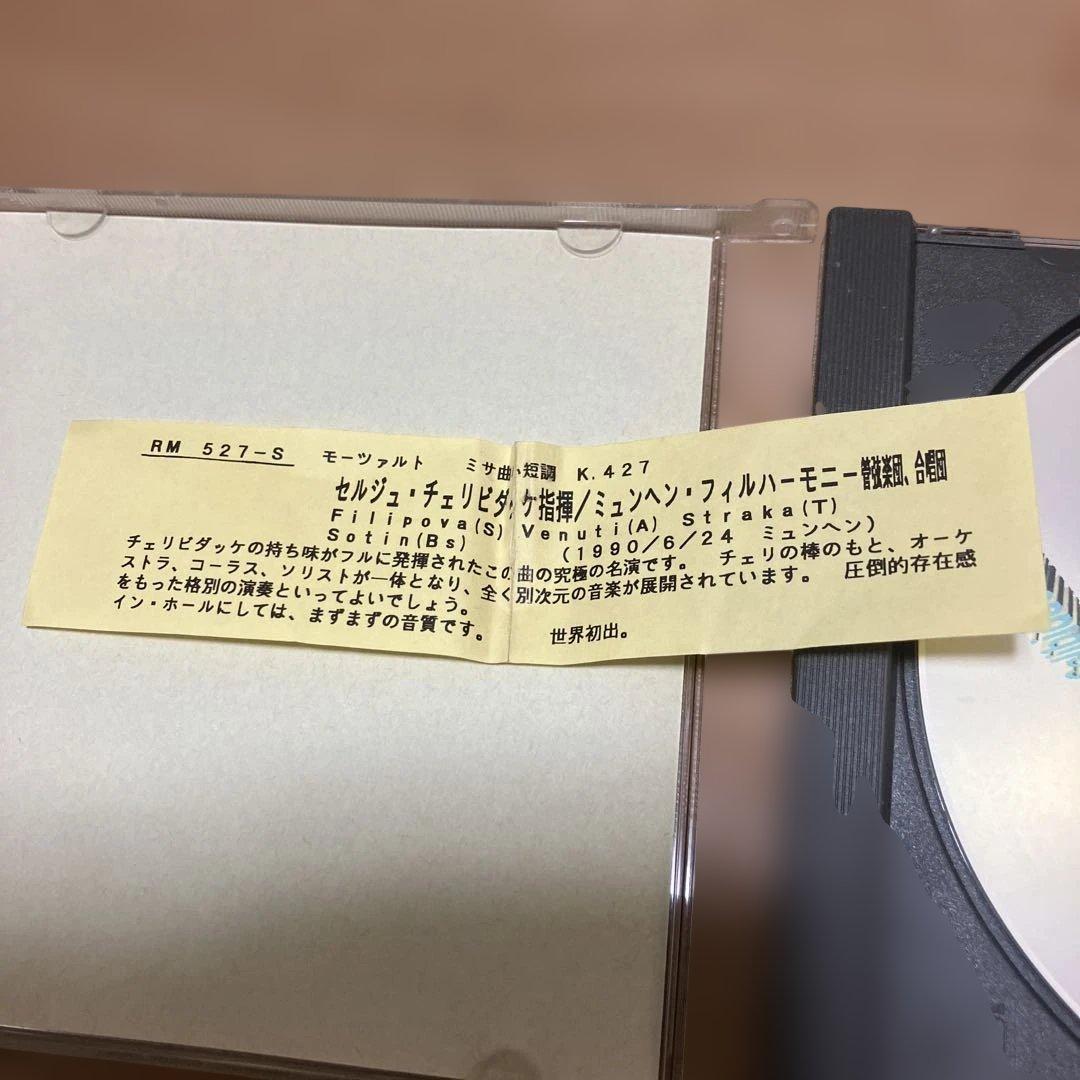 RM 527-S モーツァルト ミサ曲ハ短調 K.427
セルジュ・チェリビダッケ指揮/ミュンヘン・フィルハーモニー管弦楽団、合唱団
Filipova(S) Venuti(A) Straka(T)
Sotin(Bs) (1990/6/24 ミュンヘン)
チェリビダッケの持ち味がフルに発揮されたこの曲の究極の名演です。 チェリの棒のもと、オーケ
ストラ、コーラス、ソリストが一体となり、全く別次元の音楽が展開されています。 圧倒的存在感
をもった格別の演奏といってよいでしょう。
イン・ホールにしては、まずまずの音質です。 世界初出。